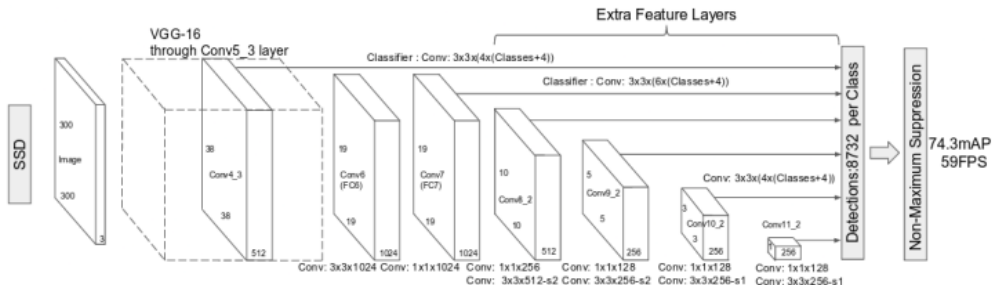 Extra Feature Layers
VGG-16
through Conv5_3 layer
Classifier : Conv: 3x3x(4x(Classes+4))
Classifier : Conv: 3x3x(6x(Classes+4))
SSD
300
Image
300
3
38
Conv4_3
38
512
19
Conv6
(FC6)
19
1024
19
Conv7
(FC7)
19
1024
10
Conv8_2
10
512
5
Conv9_2
5
256
Conv: 3x3x(4x(Classes+4))
3
Conv10_2
3
256
Conv11_2
1
256
Detections:8732 per Class
Non-Maximum Suppression
74.3mAP
59FPS
Conv: 3x3x1024
Conv: 1x1x1024
Conv: 1x1x256
Conv: 3x3x512-s2
Conv: 1x1x128
Conv: 3x3x256-s2
Conv: 1x1x128
Conv: 3x3x256-s1
Conv: 1x1x128
Conv: 3x3x256-s1